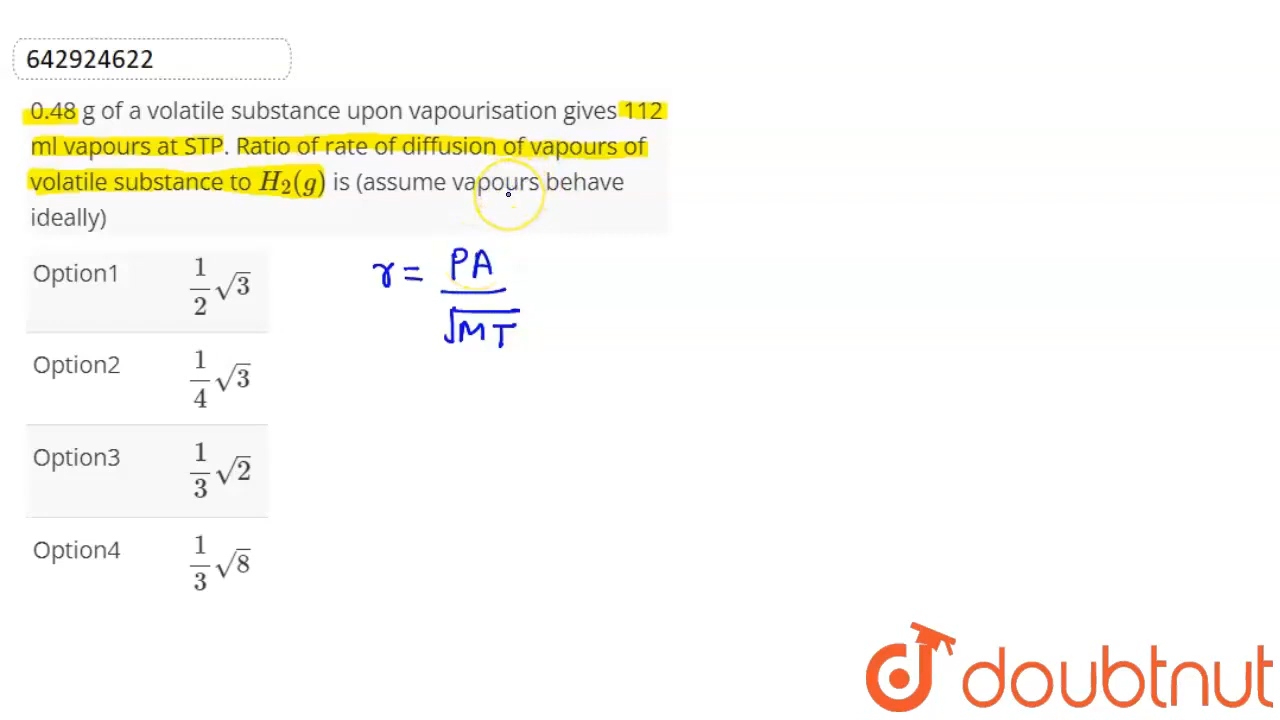 642924622
0.48 g of a volatile substance upon vapourisation gives 112
ml vapours at STP. Ratio of rate of diffusion of vapours of
volatile substance to H₂(g) is (assume vapours behave
ideally)
Option1 1/2 √3
Option2 1/4 √3
Option3 1/3 √2
Option4 1/3 √8
r = PA / √MT
doubtnut